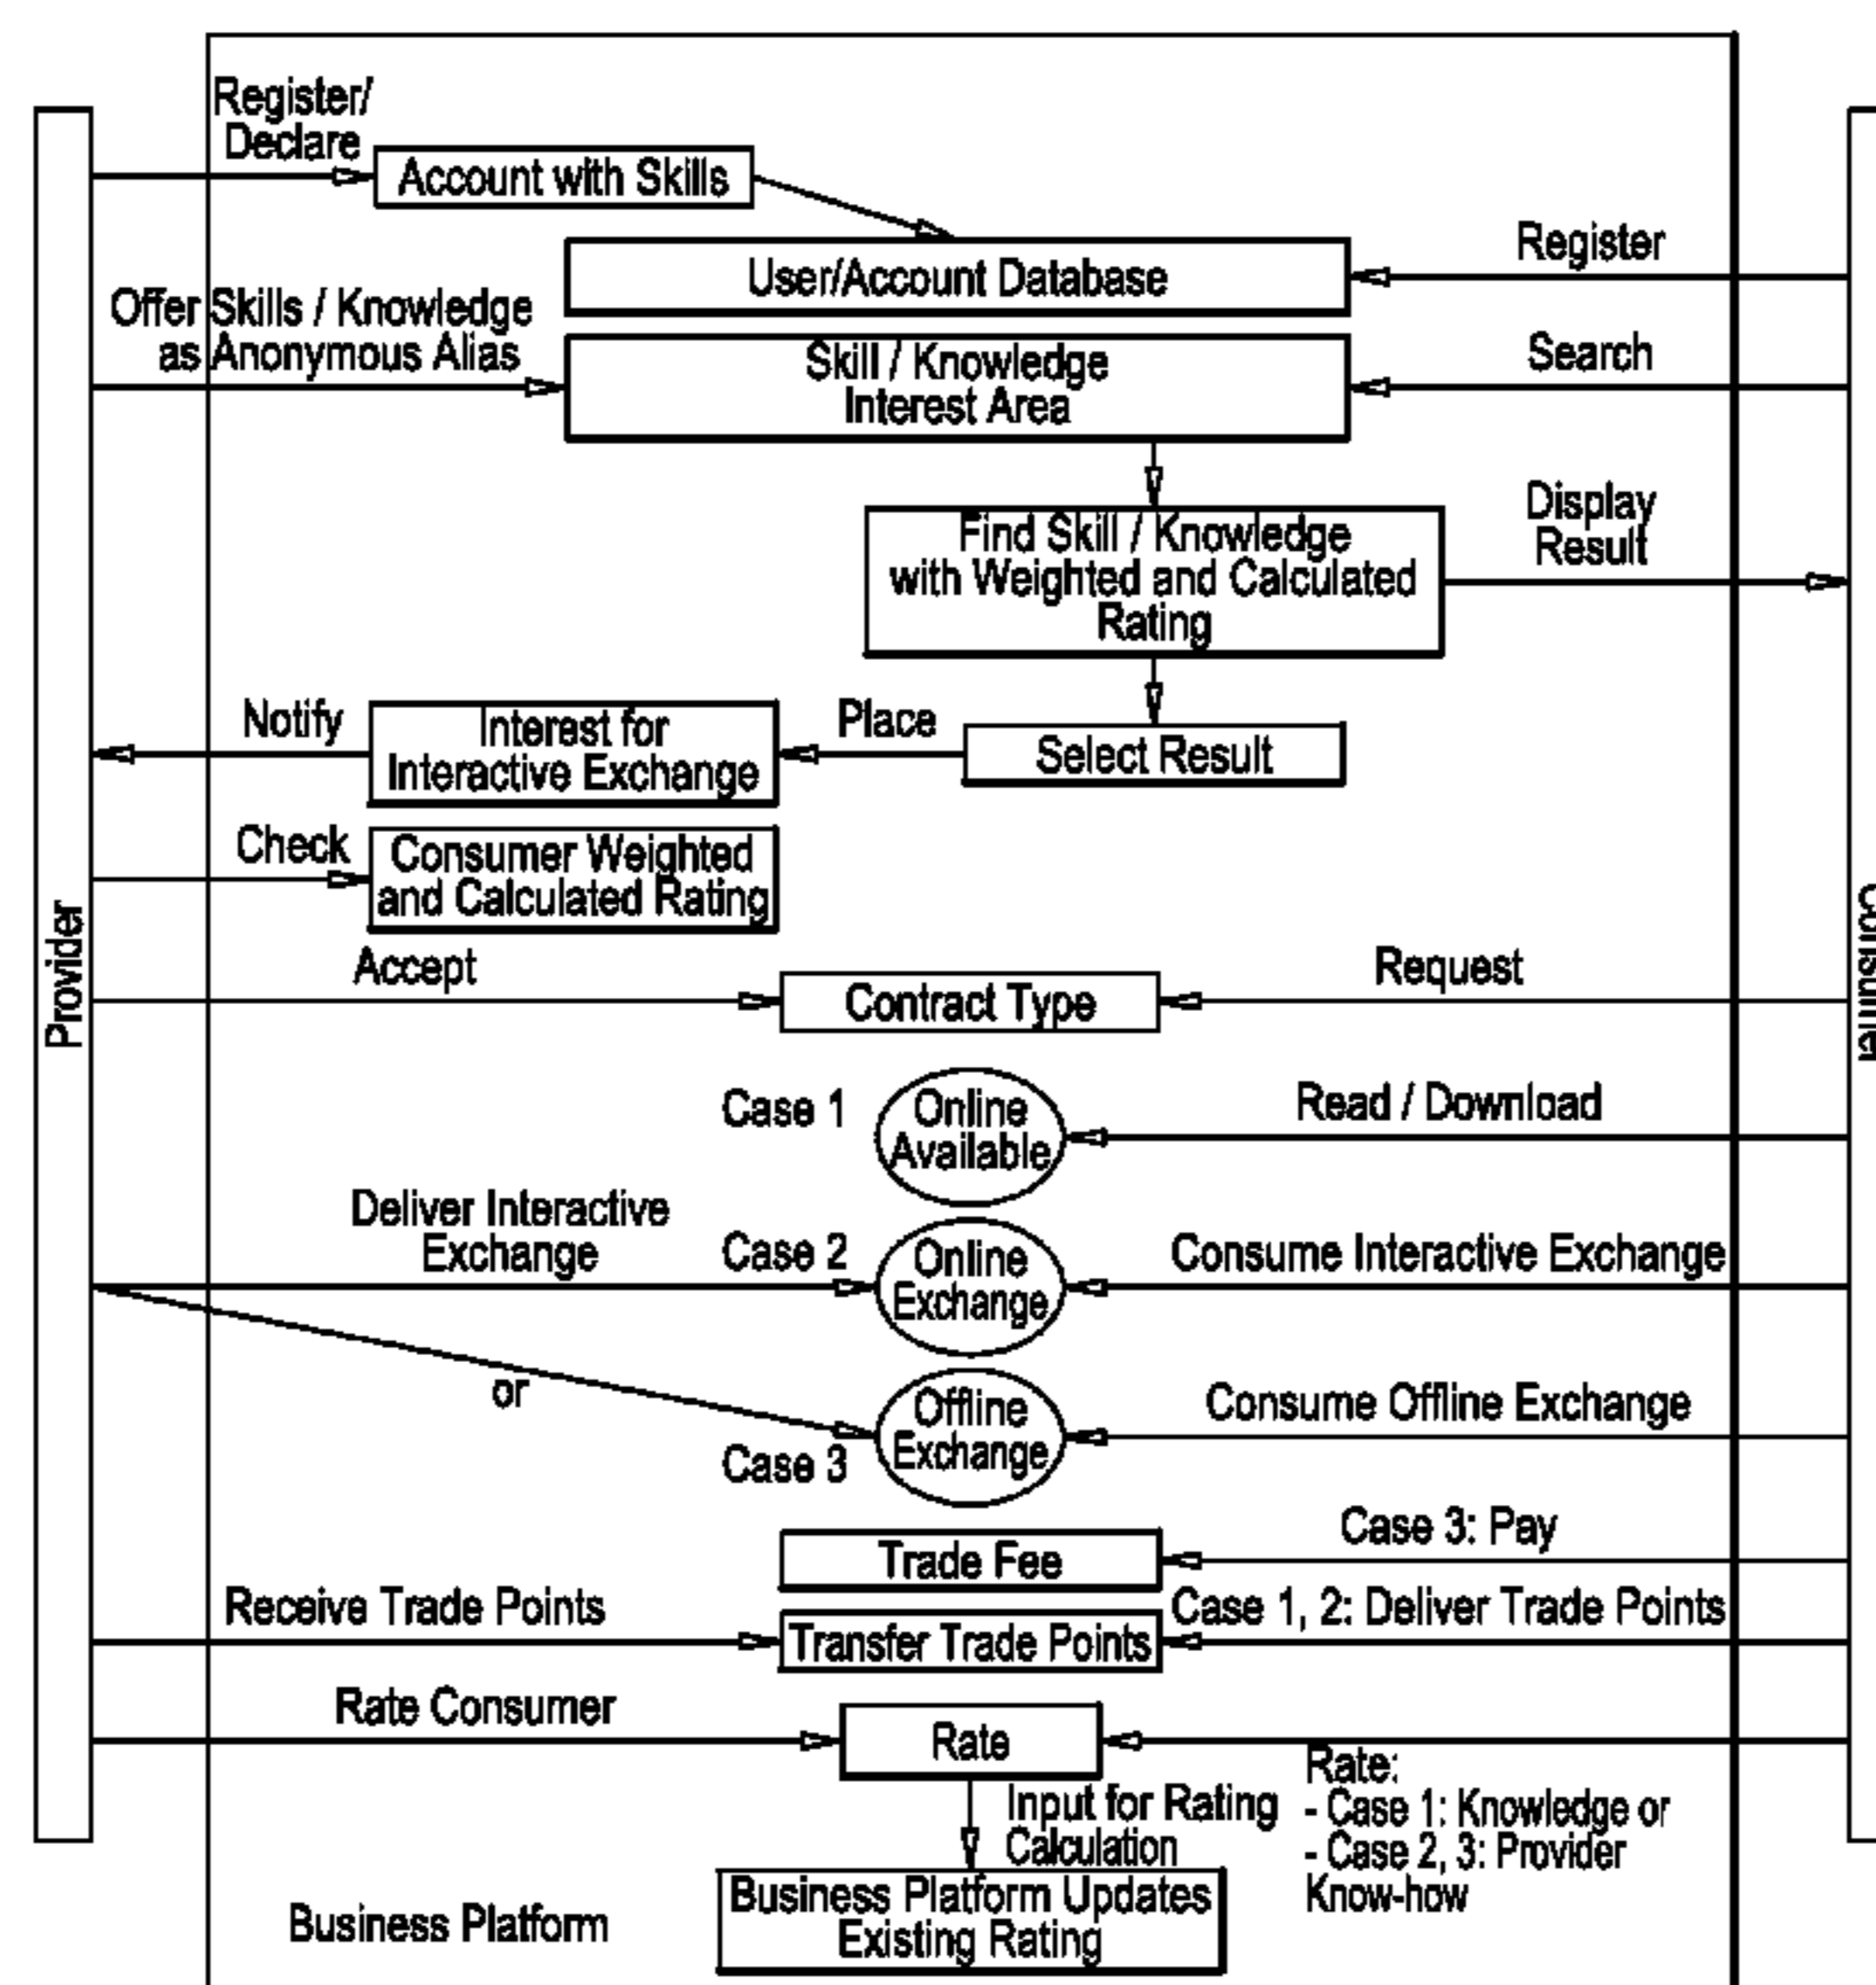 Register/
Declare
Account with Skills
User/Account Database
Register
Offer Skills / Knowledge
as Anonymous Alias
Skill / Knowledge
Interest Area
Search
Find Skill / Knowledge
with Weighted and Calculated
Rating
Display
Result
Notify
Interest for
Interactive Exchange
Place
Select Result
Check
Consumer Weighted
and Calculated Rating
Provider
Consumer
Accept
Contract Type
Request
Case 1
Online
Available
Read / Download
Deliver Interactive
Exchange
Case 2
Online
Exchange
Consume Interactive Exchange
or
Case 3
Offline
Exchange
Consume Offline Exchange
Trade Fee
Case 3: Pay
Receive Trade Points
Transfer Trade Points
Case 1, 2: Deliver Trade Points
Rate Consumer
Rate
Input for Rating
Calculation
Rate:
- Case 1: Knowledge or
- Case 2, 3: Provider
Know-how
Business Platform Updates
Existing Rating
Business Platform